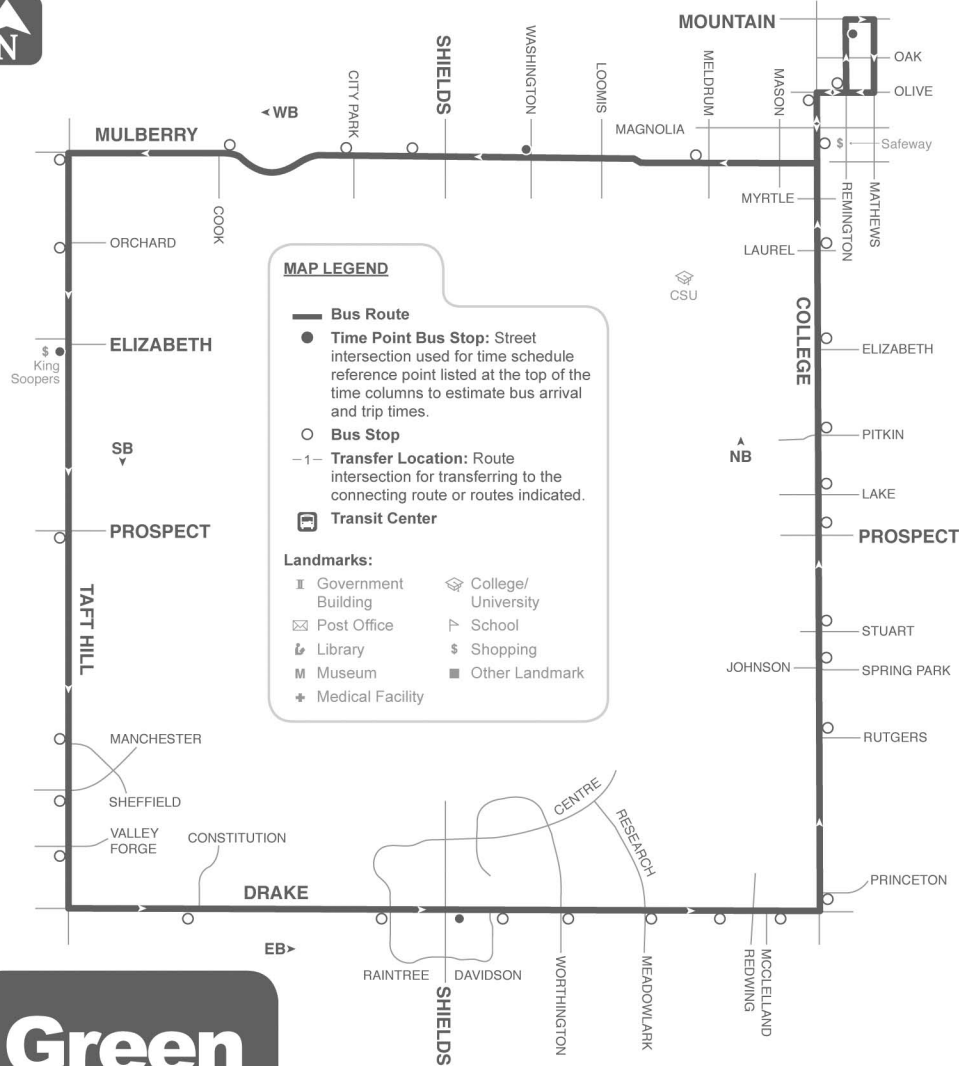 N
MOUNTAIN
OAK
OLIVE
SHIELDS
WASHINGTON
CITY PARK
LOOMIS
MELDRUM
MASON
◄ WB
MULBERRY
MAGNOLIA
$ Safeway
COOK
MYRTLE
REMINGTON
MATHEWS
ORCHARD
LAUREL
CSU
COLLEGE
ELIZABETH
$
King
Soopers
ELIZABETH
SB
PITKIN
NB
LAKE
PROSPECT
PROSPECT
TAFT HILL
STUART
JOHNSON
SPRING PARK
MANCHESTER
RUTGERS
SHEFFIELD
VALLEY
FORGE
CONSTITUTION
CENTRE
RESEARCH
PRINCETON
DRAKE
EB►
RAINTREE
DAVIDSON
SHIELDS
WORTHINGTON
MEADOWLARK
REDWING
MCCLELLAND
MAP LEGEND
Bus Route
Time Point Bus Stop: Street
intersection used for time schedule
reference point listed at the top of the
time columns to estimate bus arrival
and trip times.
Bus Stop
–1– Transfer Location: Route
intersection for transferring to the
connecting route or routes indicated.
Transit Center
Landmarks:
Government
Building
Post Office
Library
M Museum
Medical Facility
College/
University
School
$ Shopping
Other Landmark
Green